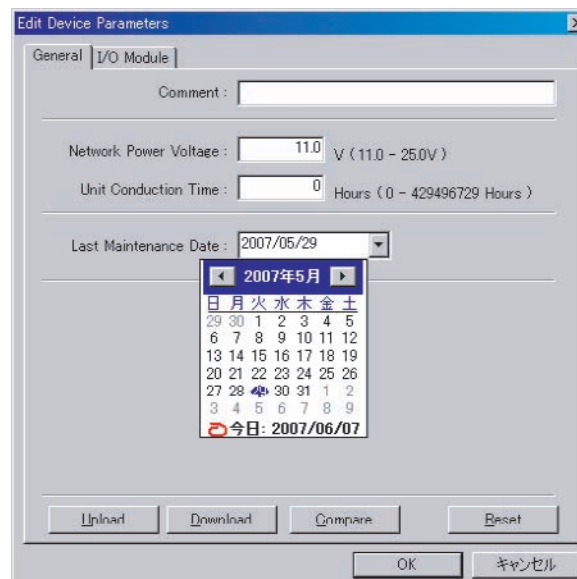 Edit Device Parameters
General I/O Module
Comment :
Network Power Voltage : 11.0 V ( 11.0 - 25.0V )
Unit Conduction Time : 0 Hours ( 0 - 429496729 Hours )
Last Maintenance Date : 2007/05/29
2007年5月
日 月 火 水 木 金 土
29 30 1 2 3 4 5
6 7 8 9 10 11 12
13 14 15 16 17 18 19
20 21 22 23 24 25 26
27 28 30 31 1 2
3 4 5 6 7 8 9
今日: 2007/06/07
Upload Download Compare Reset
OK キャンセル